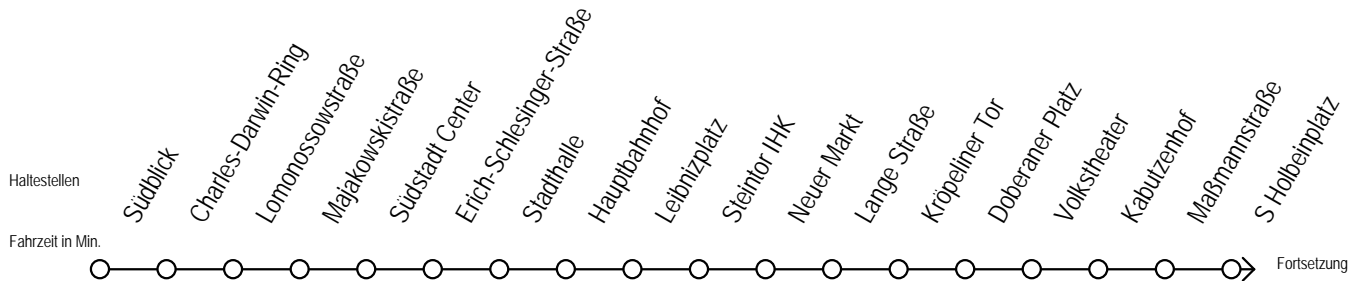 Haltestellen
Südblick
Charles-Darwin-Ring
Lomonossowstraße
Majakowskistraße
Südstadt Center
Erich-Schlesinger-Straße
Stadthalle
Hauptbahnhof
Leibnizplatz
Steintor IHK
Neuer Markt
Lange Straße
Kröpeliner Tor
Doberaner Platz
Volkstheater
Kabutzenhof
Maßmannstraße
S Holbeinplatz
Fahrzeit in Min.
Fortsetzung